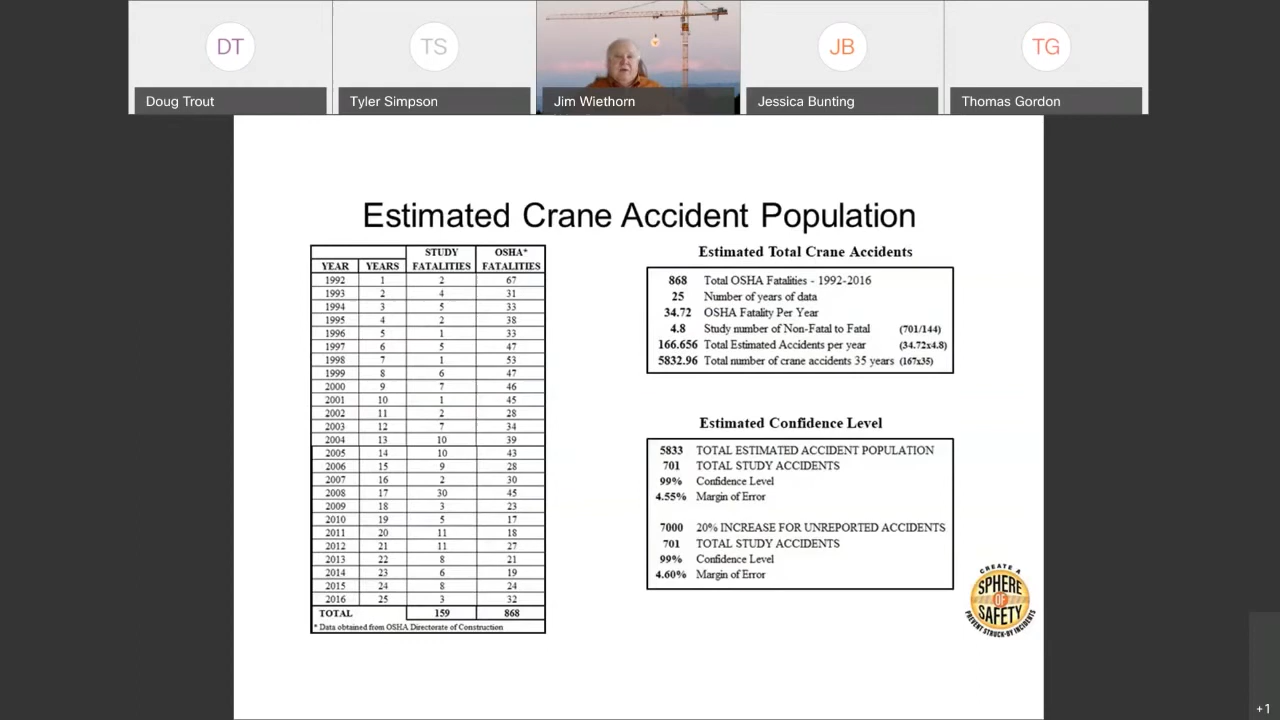 DT
TS
JB
TG
Doug Trout
Tyler Simpson
Jim Wiethorn
Jessica Bunting
Thomas Gordon
Estimated Crane Accident Population
STUDY OSHA*
YEAR YEARS FATALITIES FATALITIES
1992 1 2 67
1993 2 4 31
1994 3 5 33
1995 4 2 38
1996 5 1 33
1997 6 5 47
1998 7 1 53
1999 8 6 47
2000 9 7 46
2001 10 1 45
2002 11 2 28
2003 12 7 34
2004 13 10 39
2005 14 10 43
2006 15 9 28
2007 16 2 30
2008 17 30 45
2009 18 3 23
2010 19 5 17
2011 20 11 18
2012 21 11 27
2013 22 8 21
2014 23 6 19
2015 24 8 24
2016 25 3 32
TOTAL 159 868
* Data obtained from OSHA Directorate of Construction
Estimated Total Crane Accidents
868 Total OSHA Fatalities - 1992-2016
25 Number of years of data
34.72 OSHA Fatality Per Year
4.8 Study number of Non-Fatal to Fatal (701/144)
166.656 Total Estimated Accidents per year (34.72x4.8)
5832.96 Total number of crane accidents 35 years (167x35)
Estimated Confidence Level
5833 TOTAL ESTIMATED ACCIDENT POPULATION
701 TOTAL STUDY ACCIDENTS
99% Confidence Level
4.55% Margin of Error
7000 20% INCREASE FOR UNREPORTED ACCIDENTS
701 TOTAL STUDY ACCIDENTS
99% Confidence Level
4.60% Margin of Error
CREATE A
SPHERE
OF
SAFETY
PREVENT STRUCK-BY INCIDENTS
+1